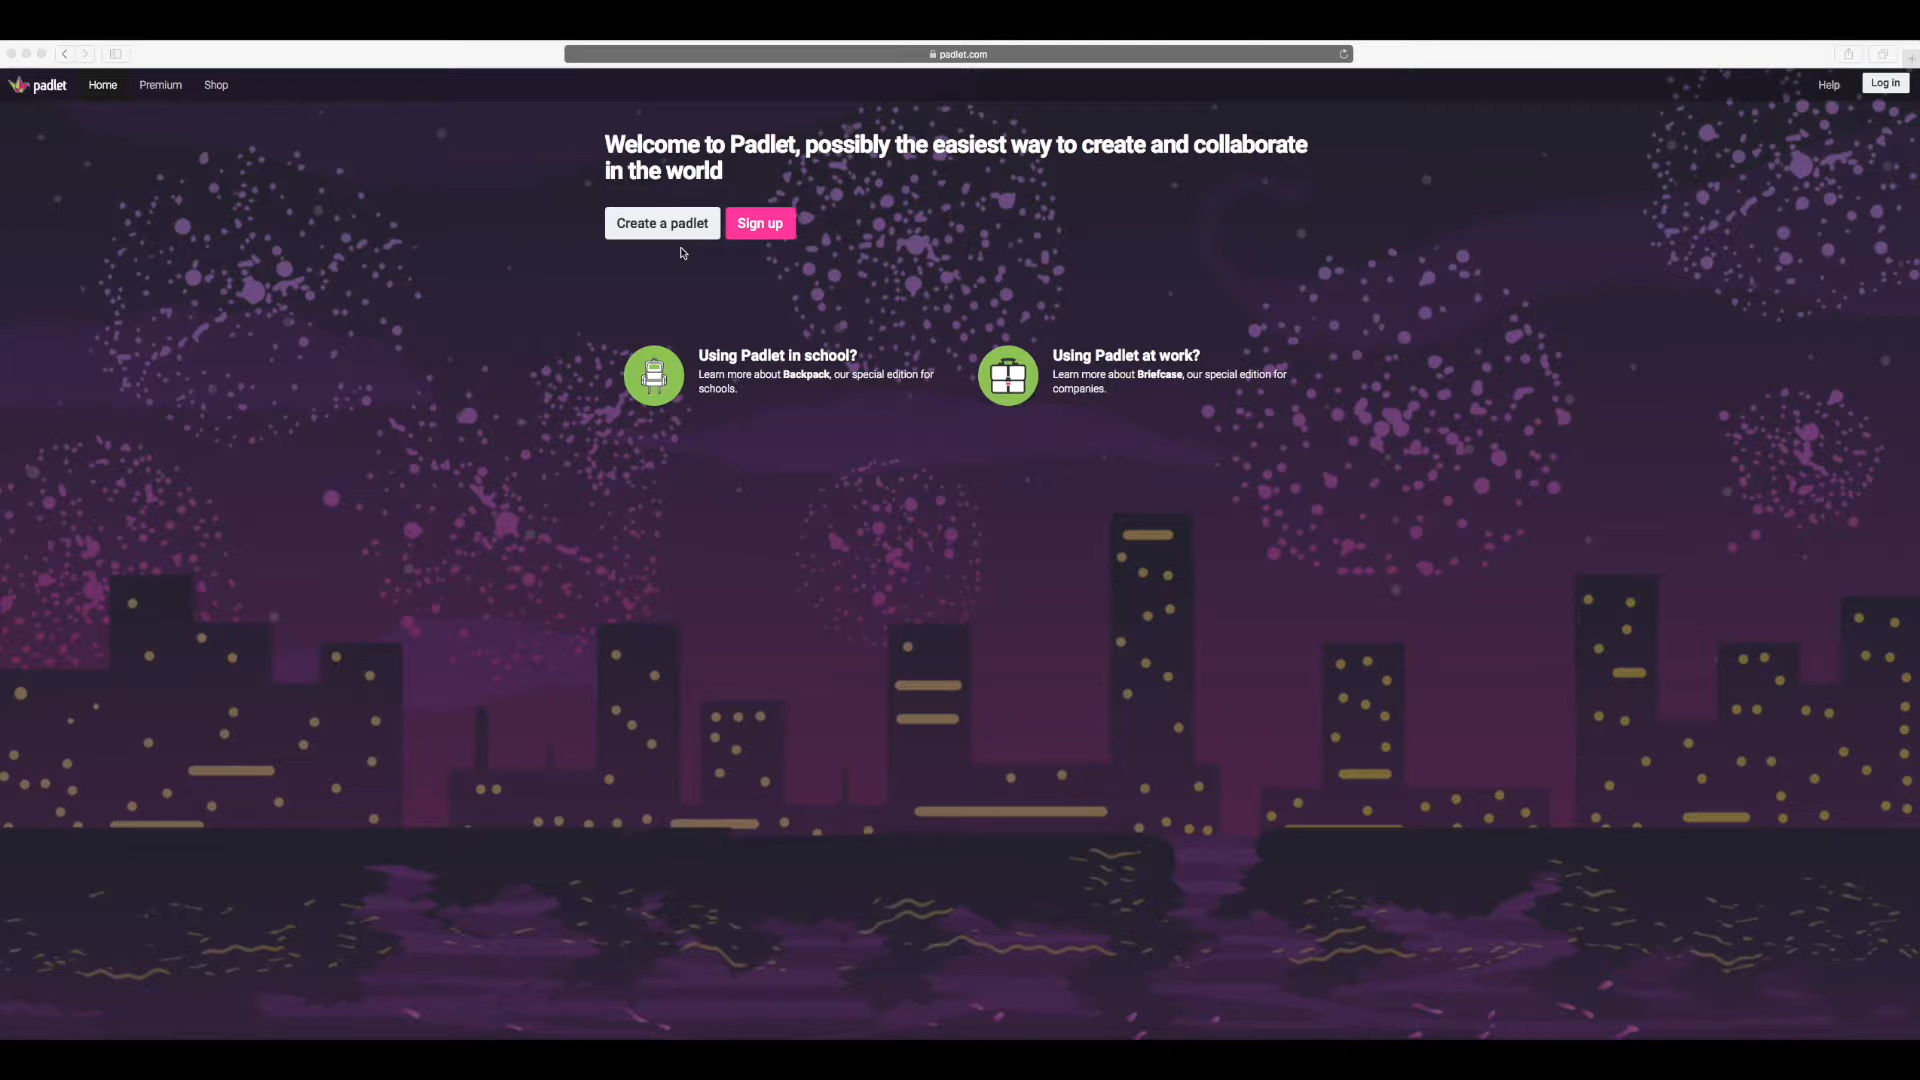 padlet.com
padlet Home Premium Shop Help Log in
Welcome to Padlet, possibly the easiest way to create and collaborate
in the world
Create a padlet Sign up
Using Padlet in school?
Learn more about Backpack, our special edition for
schools.
Using Padlet at work?
Learn more about Briefcase, our special edition for
companies.